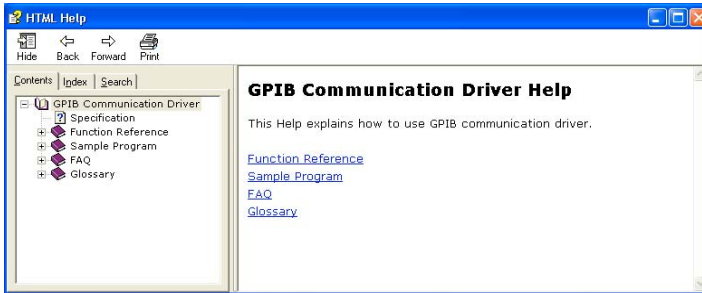 HTML Help
Hide Back Forward Print
Contents Index Search
GPIB Communication Driver
Specification
Function Reference
Sample Program
FAQ
Glossary
GPIB Communication Driver Help
This Help explains how to use GPIB communication driver.
Function Reference
Sample Program
FAQ
Glossary